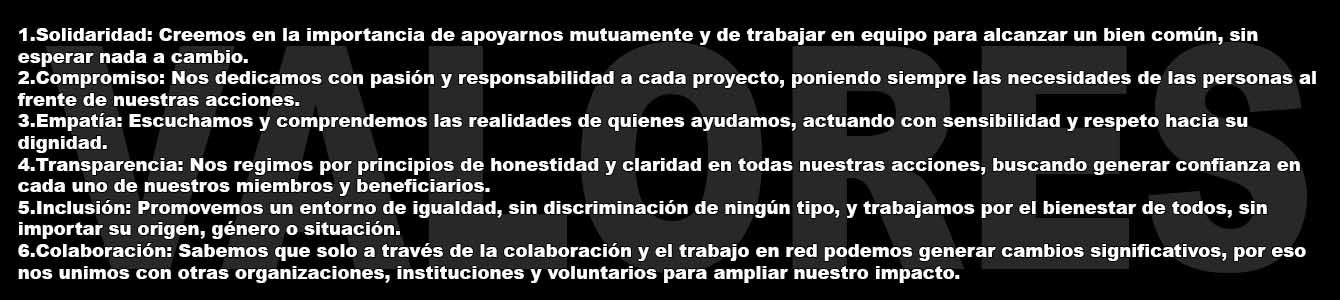 VALORES
1.Solidaridad: Creemos en la importancia de apoyarnos mutuamente y de trabajar en equipo para alcanzar un bien común, sin
esperar nada a cambio.
2.Compromiso: Nos dedicamos con pasión y responsabilidad a cada proyecto, poniendo siempre las necesidades de las personas al
frente de nuestras acciones.
3.Empatía: Escuchamos y comprendemos las realidades de quienes ayudamos, actuando con sensibilidad y respeto hacia su
dignidad.
4.Transparencia: Nos regimos por principios de honestidad y claridad en todas nuestras acciones, buscando generar confianza en
cada uno de nuestros miembros y beneficiarios.
5.Inclusión: Promovemos un entorno de igualdad, sin discriminación de ningún tipo, y trabajamos por el bienestar de todos, sin
importar su origen, género o situación.
6.Colaboración: Sabemos que solo a través de la colaboración y el trabajo en red podemos generar cambios significativos, por eso
nos unimos con otras organizaciones, instituciones y voluntarios para ampliar nuestro impacto.